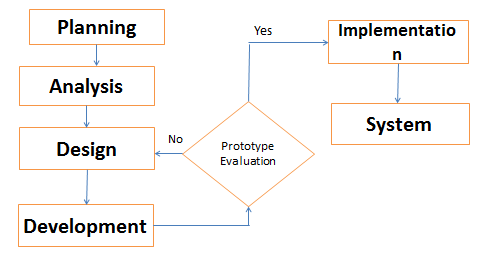 Planning
Analysis
Design
Development
No
Prototype
Evaluation
Yes
Implementatio
n
System